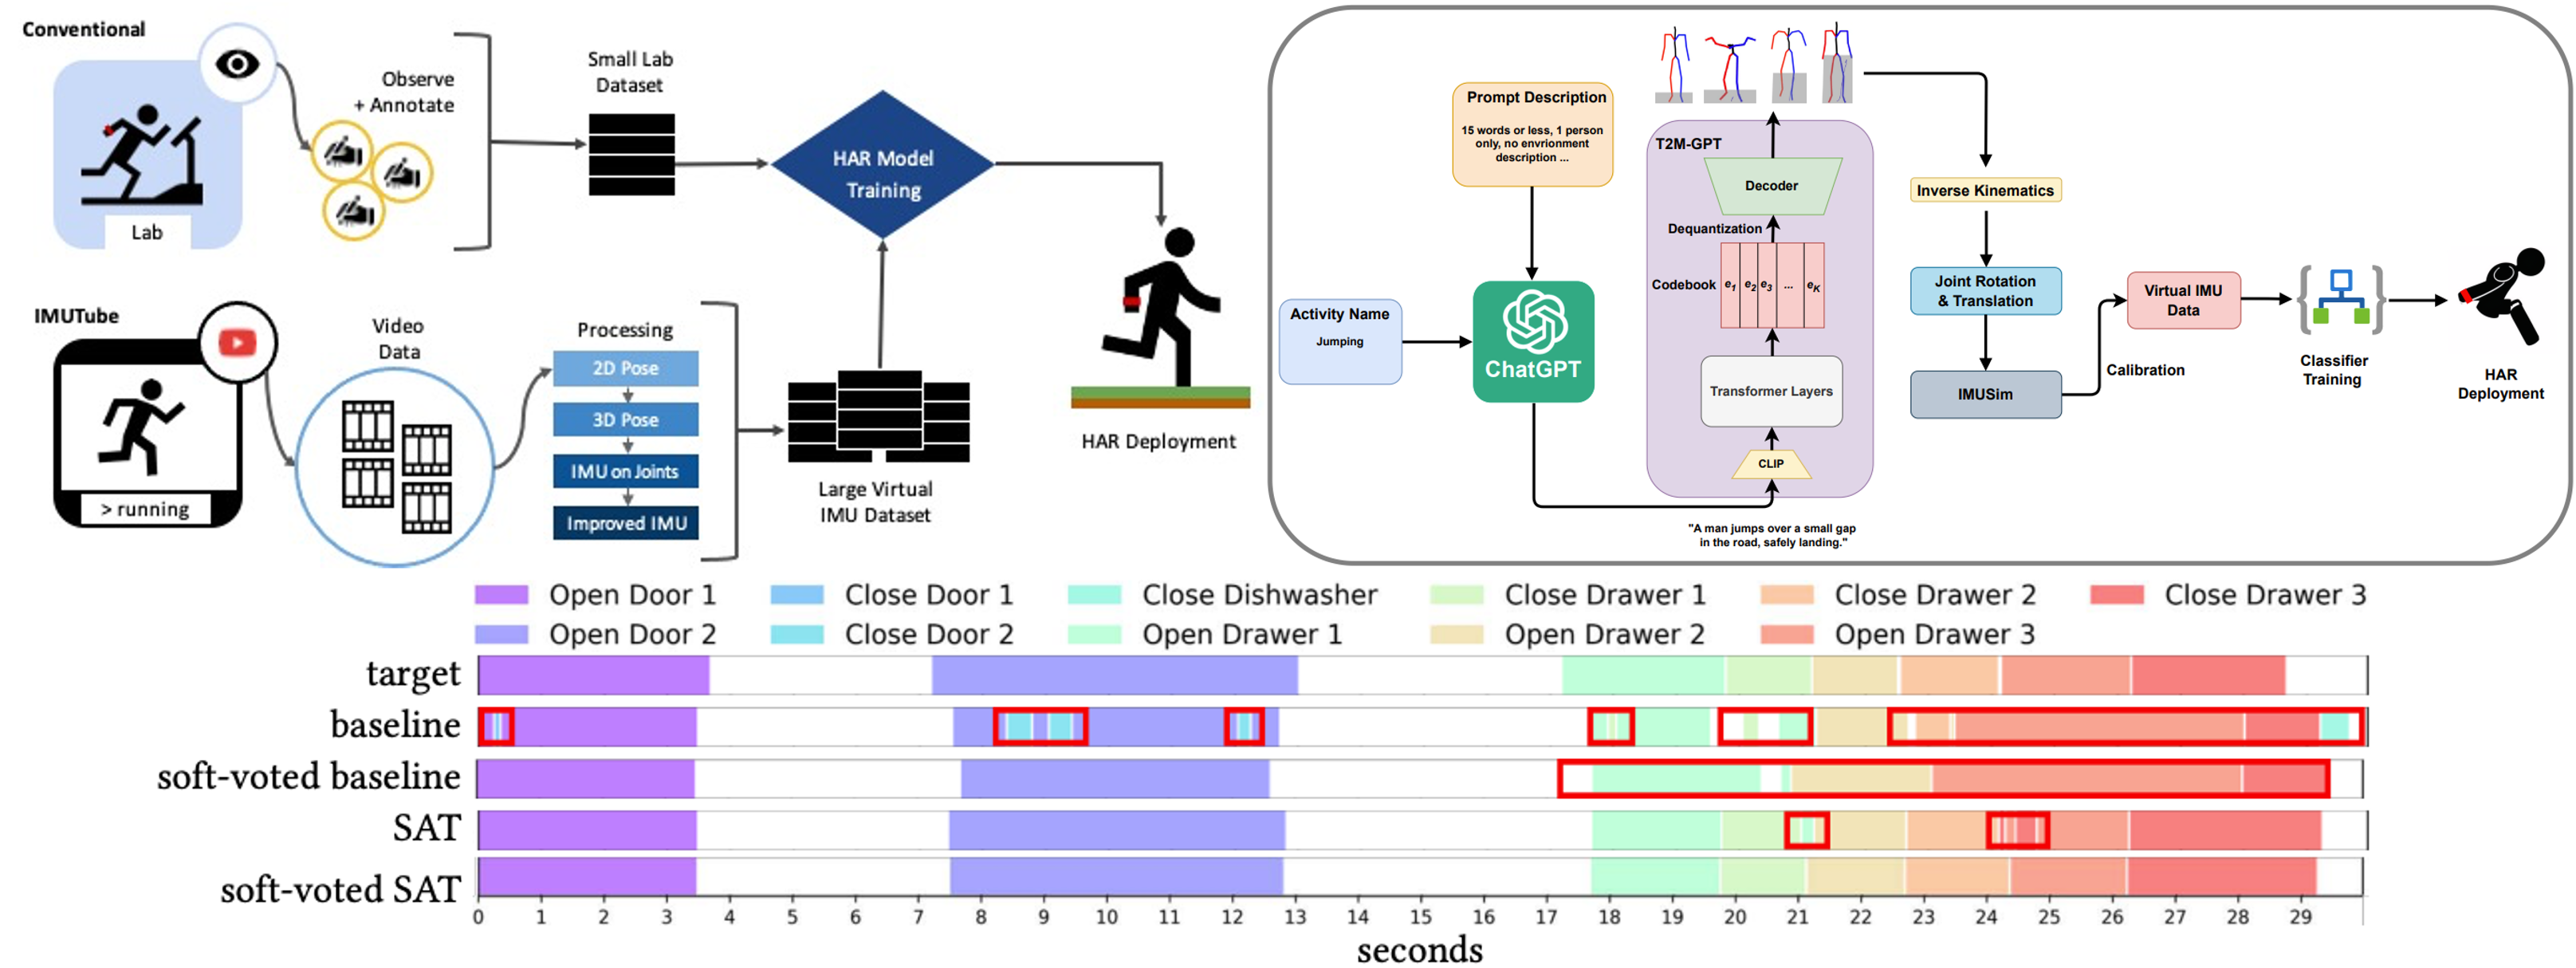 Conventional
Observe
+ Annotate
Lab
Small Lab
Dataset
HAR Model
Training
IMUTube
> running
Video
Data
Processing
2D Pose
3D Pose
IMU on Joints
Improved IMU
Large Virtual
IMU Dataset
HAR Deployment
Activity Name
Jumping
Prompt Description
15 words or less, 1 person
only, no envrionment
description ...
ChatGPT
T2M-GPT
Decoder
Dequantization
Codebook
e1 e2 e3 ... eK
Transformer Layers
CLIP
"A man jumps over a small gap
in the road, safely landing."
Inverse Kinematics
Joint Rotation
& Translation
IMUSim
Calibration
Virtual IMU
Data
Classifier
Training
HAR
Deployment
Open Door 1 Close Door 1 Close Dishwasher Close Drawer 1 Close Drawer 2 Close Drawer 3
Open Door 2 Close Door 2 Open Drawer 1 Open Drawer 2 Open Drawer 3
target
baseline
soft-voted baseline
SAT
soft-voted SAT
0 1 2 3 4 5 6 7 8 9 10 11 12 13 14 15 16 17 18 19 20 21 22 23 24 25 26 27 28 29
seconds